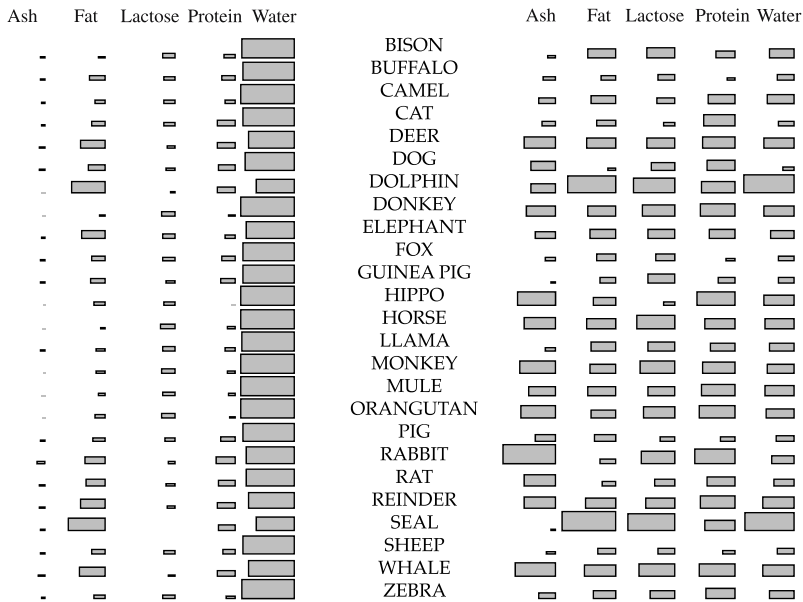 Ash Fat Lactose Protein Water Ash Fat Lactose Protein Water
BISON
BUFFALO
CAMEL
CAT
DEER
DOG
DOLPHIN
DONKEY
ELEPHANT
FOX
GUINEA PIG
HIPPO
HORSE
LLAMA
MONKEY
MULE
ORANGUTAN
PIG
RABBIT
RAT
REINDER
SEAL
SHEEP
WHALE
ZEBRA